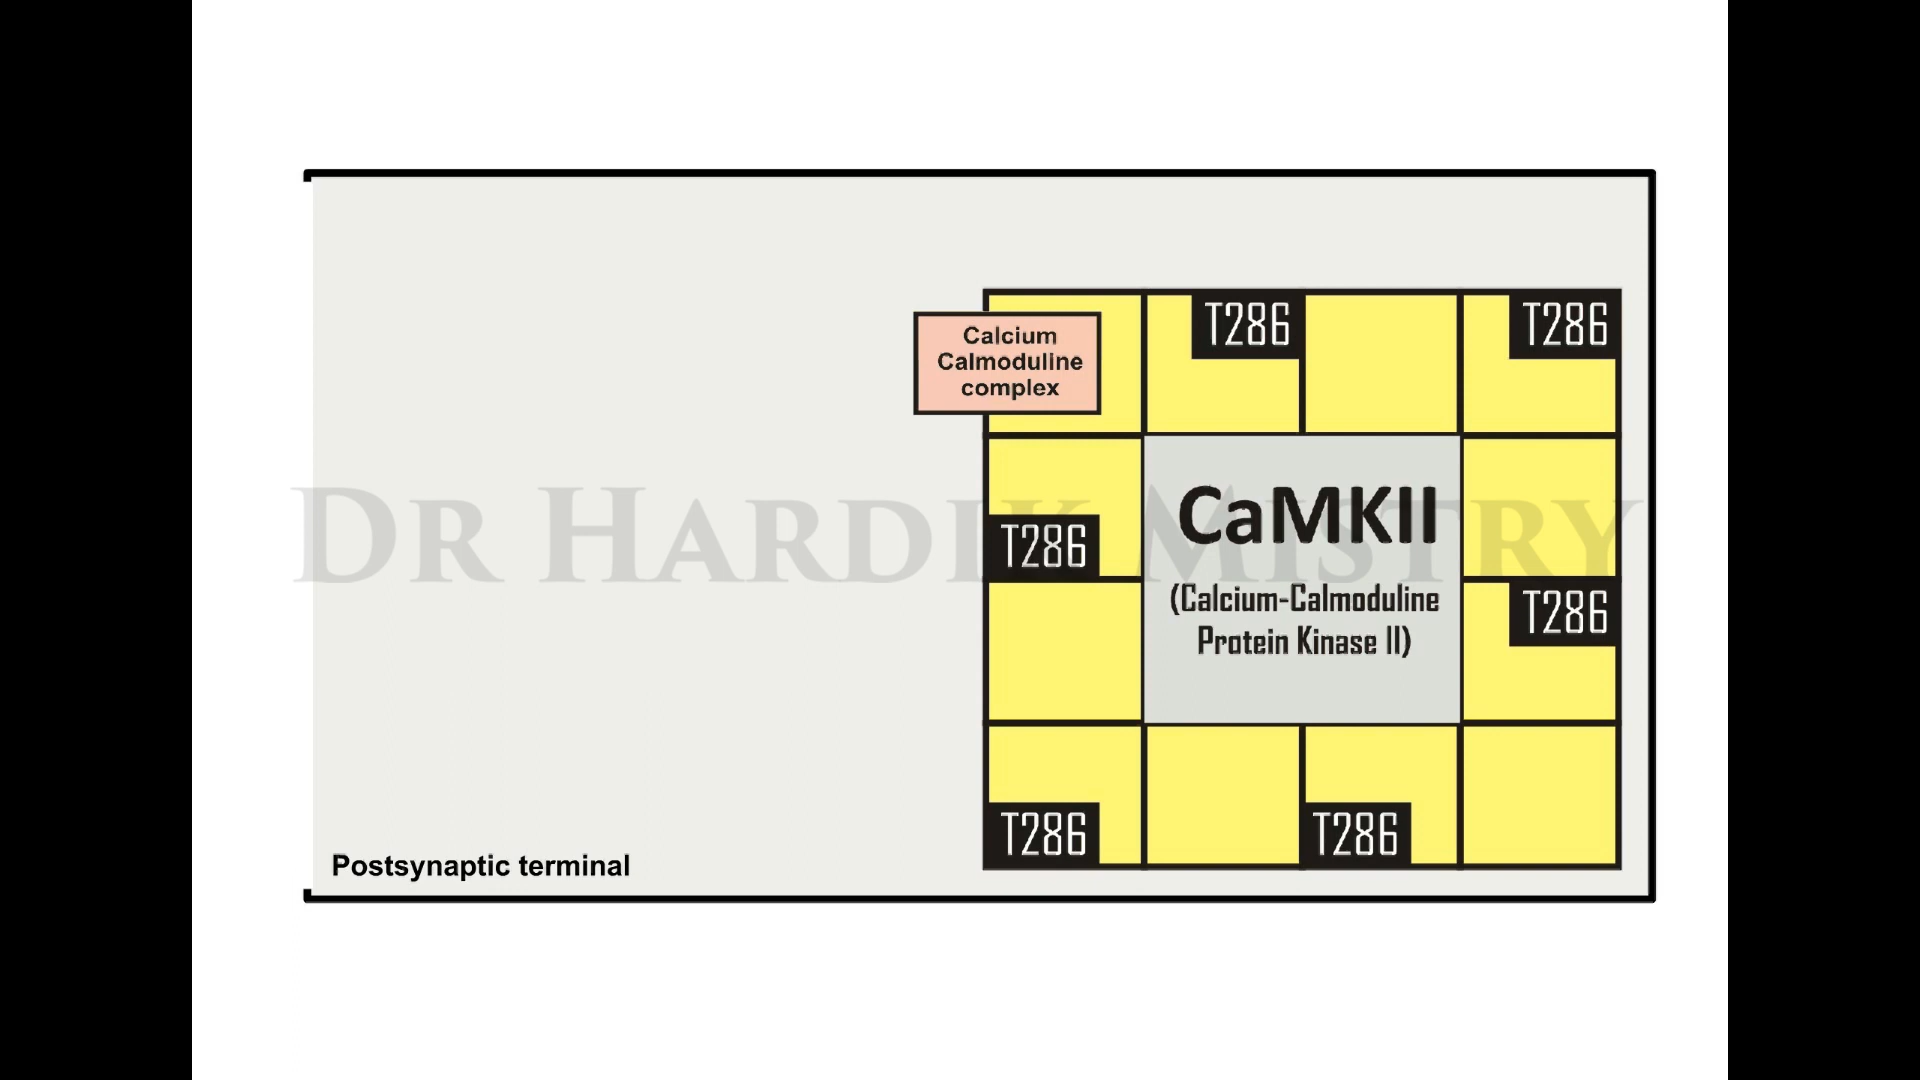 T286
T286
Calcium
Calmoduline
complex
CaMKII
(Calcium-Calmoduline
Protein Kinase II)
T286
T286
T286
T286
Postsynaptic terminal
DR HARDIK MISTRY